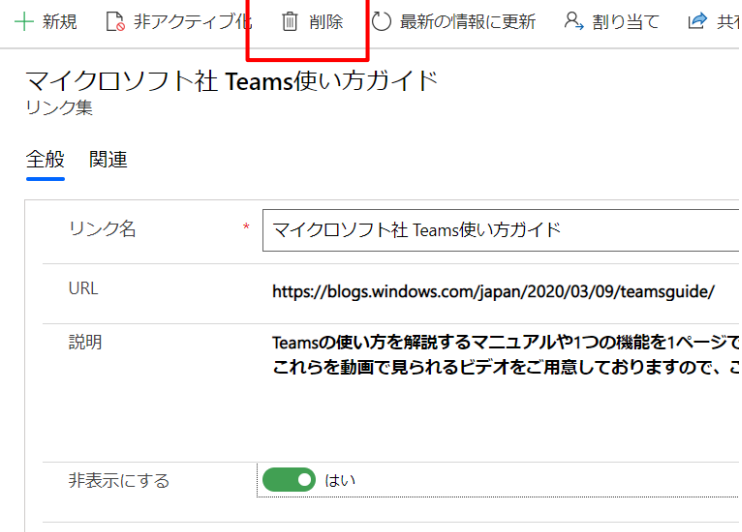 新規 非アクティブ化 削除 最新の情報に更新 割り当て 共有
マイクロソフト社 Teams使い方ガイド
リンク集
全般 関連
リンク名 * マイクロソフト社 Teams使い方ガイド
URL https://blogs.windows.com/japan/2020/03/09/teamsguide/
説明 Teamsの使い方を解説するマニュアルや1つの機能を1ページで
これらを動画で見られるビデオをご用意しておりますので、こ
非表示にする はい